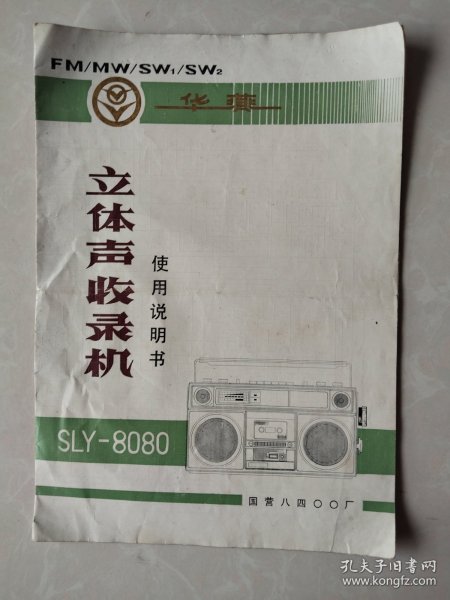 FM/MW/SW₁/SW₂
华燕
立体声收录机
使用说明书
SLY-8080
国营八四〇〇厂
孔夫子旧书网
www.kongfz.com